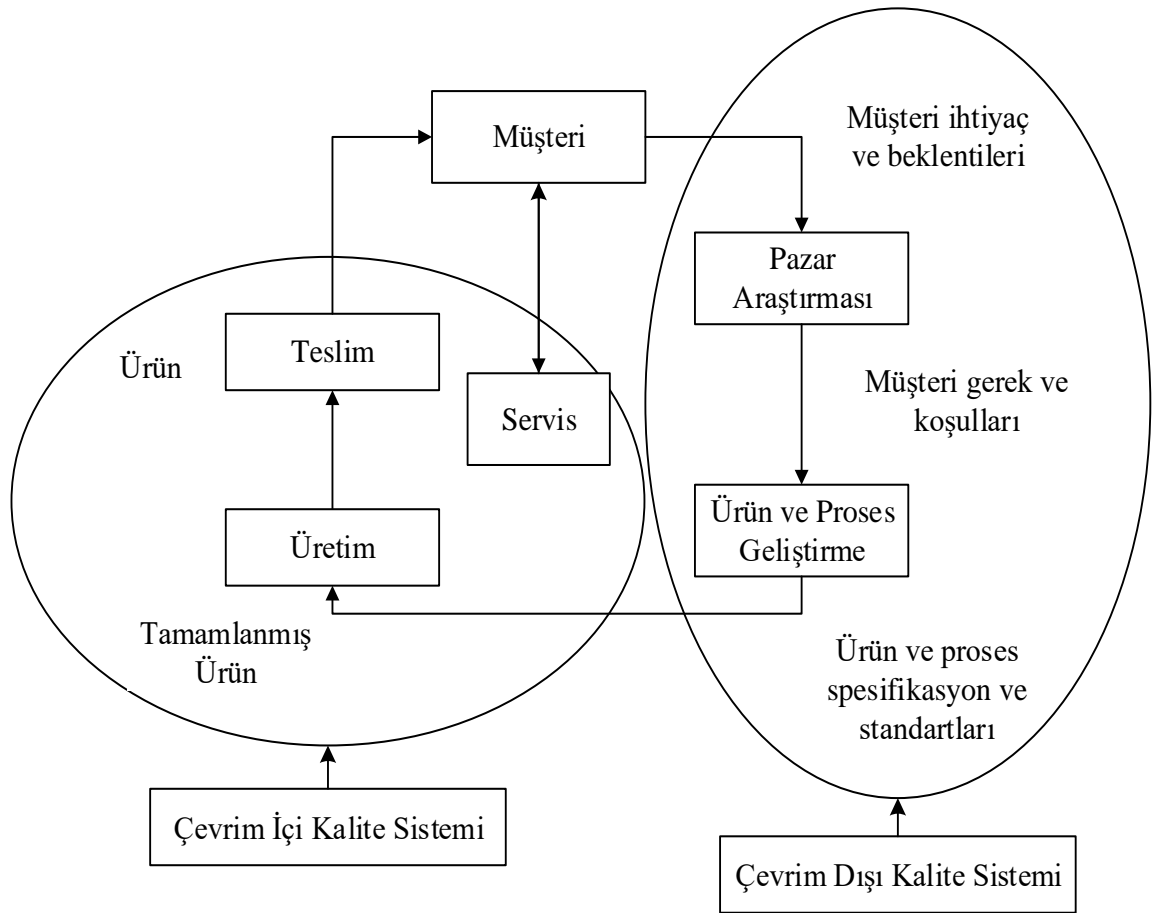 Müşteri
Müşteri ihtiyaç
ve beklentileri
Pazar
Araştırması
Ürün
Teslim
Servis
Müşteri gerek ve
koşulları
Üretim
Ürün ve Proses
Geliştirme
Tamamlanmış
Ürün
Ürün ve proses
spesifikasyon ve
standartları
Çevrim İçi Kalite Sistemi
Çevrim Dışı Kalite Sistemi